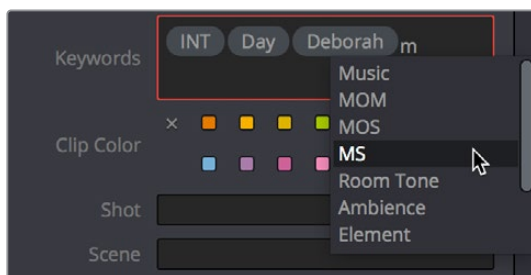 Keywords INT Day Deborah m
Music
MOM
MOS
Clip Color
MS
Room Tone
Shot
Ambience
Element
Scene